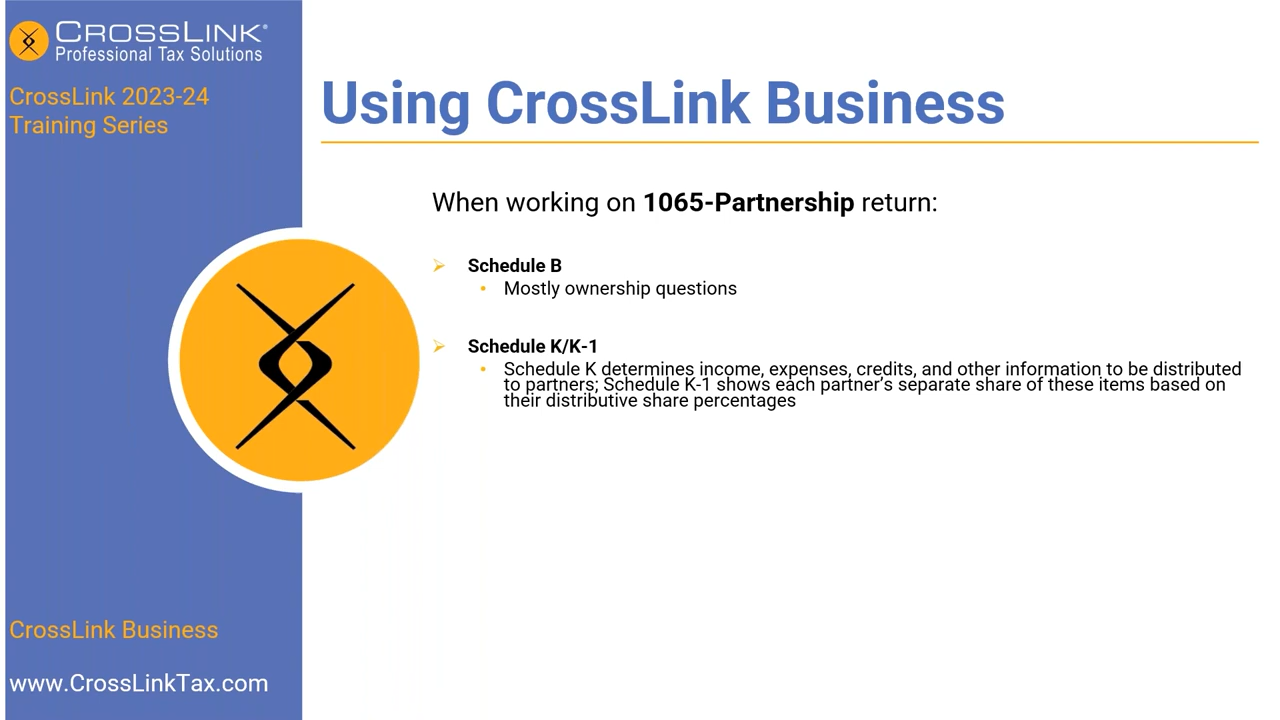 CROSSLINK®
Professional Tax Solutions
CrossLink 2023-24
Training Series
Using CrossLink Business
When working on 1065-Partnership return:
Schedule B
Mostly ownership questions
Schedule K/K-1
Schedule K determines income, expenses, credits, and other information to be distributed
to partners; Schedule K-1 shows each partner’s separate share of these items based on
their distributive share percentages
CrossLink Business
www.CrossLinkTax.com